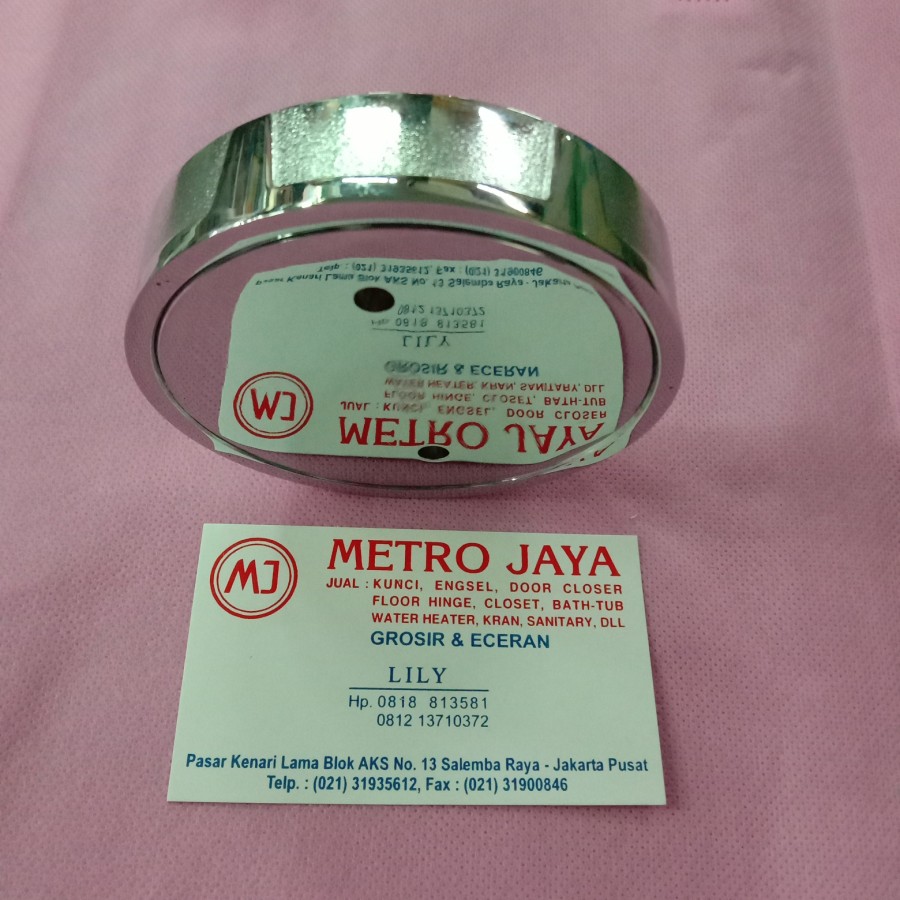 MJ
METRO JAYA
JUAL : KUNCI, ENGSEL, DOOR CLOSER
FLOOR HINGE, CLOSET, BATH-TUB
WATER HEATER, KRAN, SANITARY, DLL
GROSIR & ECERAN
LILY
Hp. 0818 813581
0812 13710372
Pasar Kenari Lama Blok AKS No. 13 Salemba Raya - Jakarta Pusat
Telp. : (021) 31935612, Fax : (021) 31900846